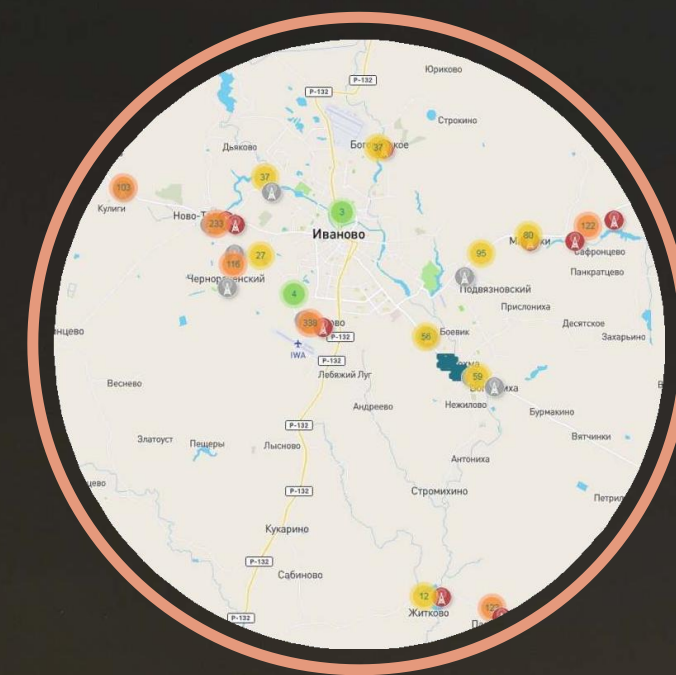 Юриково
Р-132
Р-132
Строкино
Дьяково
37
37
103
Кулиги
3
233
Иваново
122
80
95
27
116
Сафронцево
Панкратцево
Подвязновский
4
Прислониха
338
Десятское
Р-132
56
Боевик
Захарьино
IWA
Р-132
Лебяжий Луг
59
Веснево
Андреево
Нежилово
Бурмакино
Р-132
Златоуст
Пещеры
Лысново
Вятчинки
Антониха
Р-132
Стромихино
Кукарино
Р-132
Сабиново
12
Житково
Р-132